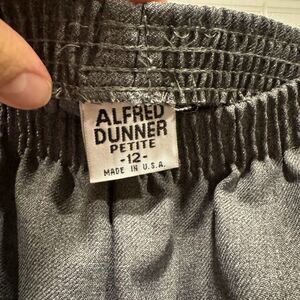 ALFRED
DUNNER
PETITE
-12-
MADE IN U.S.A.